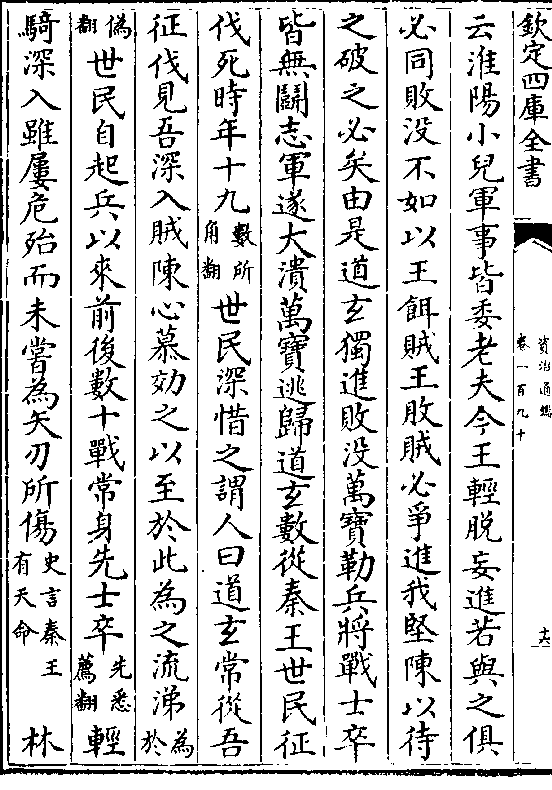 欽定四庫全書
資治通鑑
卷一百九十
云淮陽小兒軍事皆委老夫今王輕脱妄進若與之俱
必同敗没不如以王餌賊王敗賊必爭進我堅陳以待
之破之必矣由是道玄獨進敗没萬寶勒兵將戰士卒
皆無鬭志軍遂大潰萬寶逃歸道玄數從秦王世民征
伐死時年十九數所角翻世民深惜之謂人曰道玄常從吾
征伐見吾深入賊陳心慕効之以至於此為之流涕為於
偽翻世民自起兵以來前後數十戰常身先士卒先悉薦翻輕
騎深入雖屢危殆而未嘗為矢刃所傷史言秦王有天命林